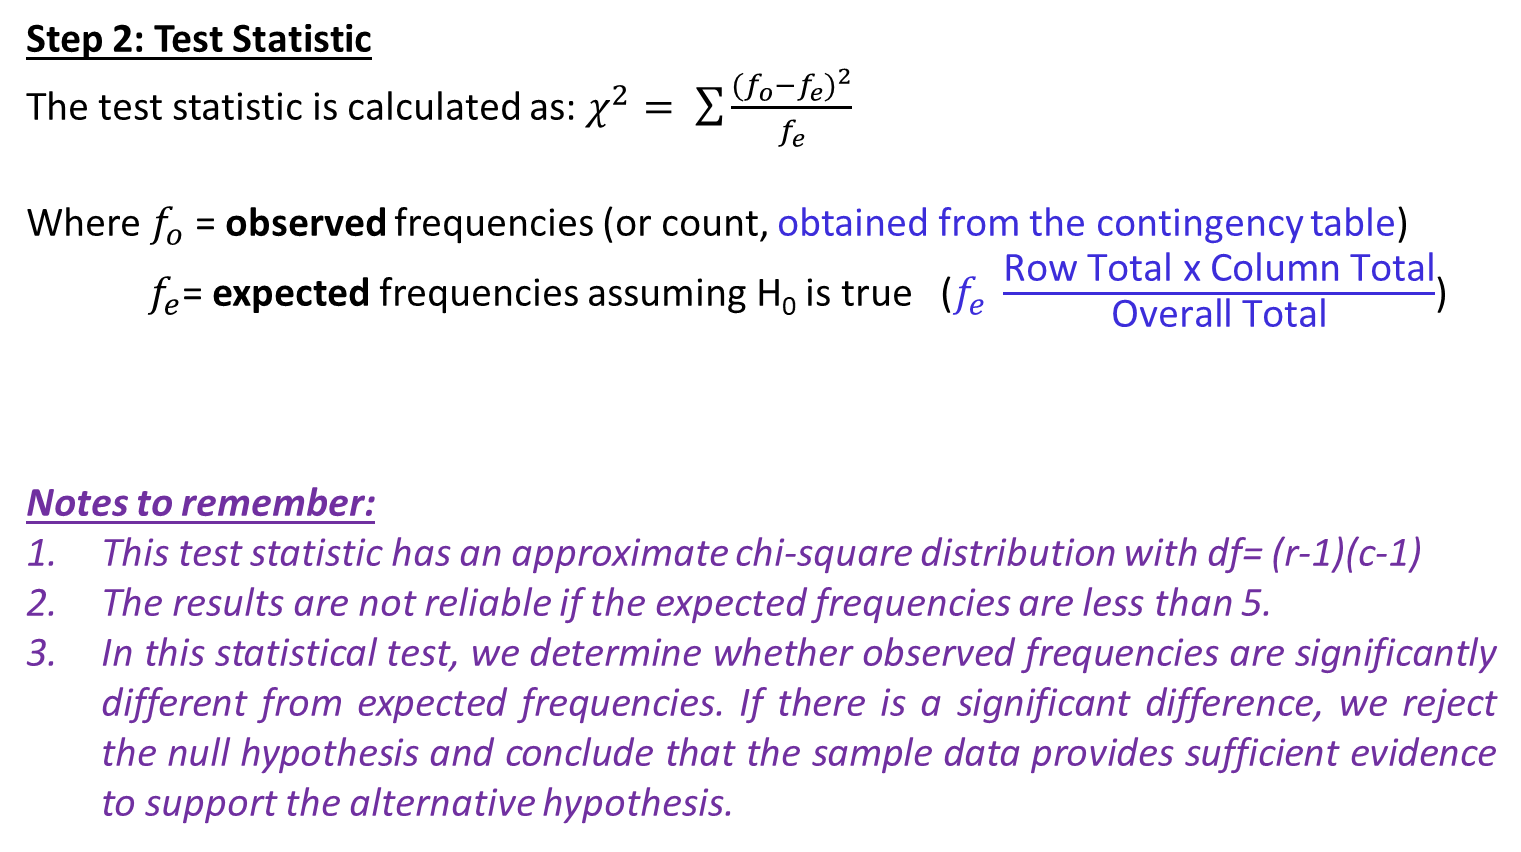 Step 2: Test Statistic
The test statistic is calculated as: χ² = ∑ (fₒ−fₑ)² / fₑ
Where fₒ = observed frequencies (or count, obtained from the contingency table)
fₑ= expected frequencies assuming H₀ is true (fₑ Row Total x Column Total / Overall Total)
Notes to remember:
1. This test statistic has an approximate chi-square distribution with df= (r-1)(c-1)
2. The results are not reliable if the expected frequencies are less than 5.
3. In this statistical test, we determine whether observed frequencies are significantly
different from expected frequencies. If there is a significant difference, we reject
the null hypothesis and conclude that the sample data provides sufficient evidence
to support the alternative hypothesis.